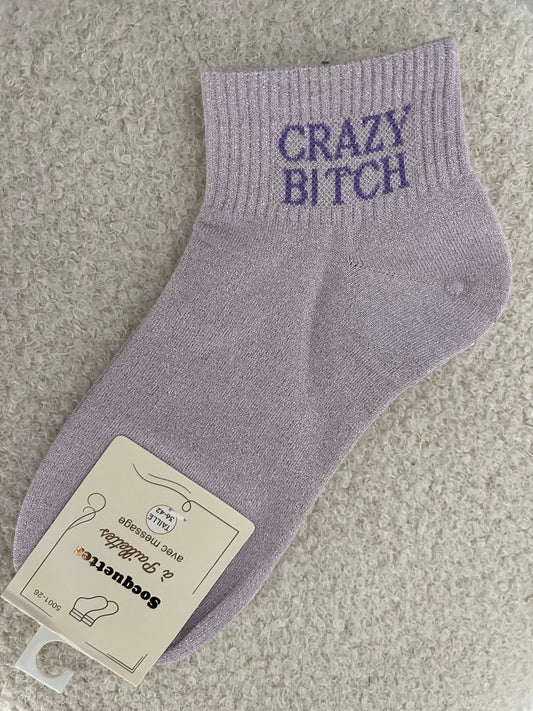 CRAZY
BITCH
Socquettes
à Paillettes
avec message
TAILLE
36-42
5001-26